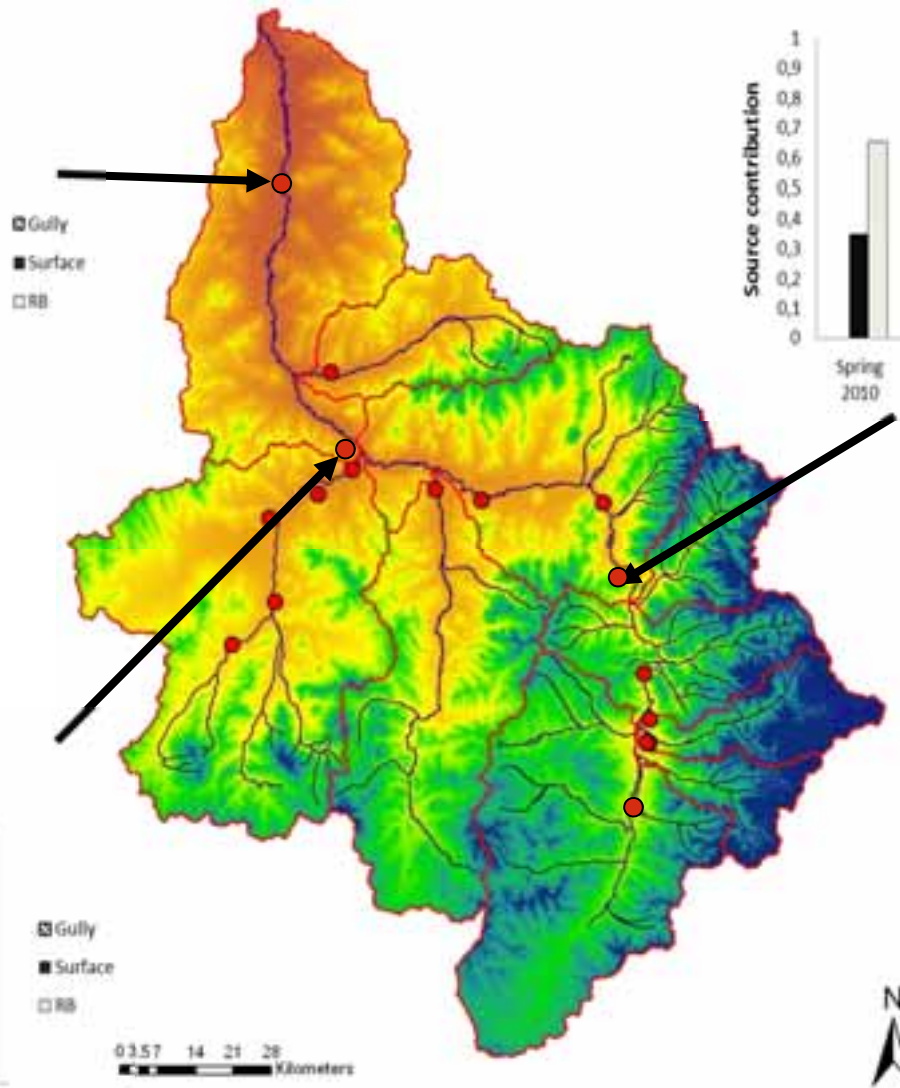 1
0,9
0,8
0,7
0,6
0,5
0,4
0,3
0,2
0,1
0
Source contribution
Spring
2010
Gully
Surface
RB
Gully
Surface
RB
0 3.5 7 14 21 28
Kilometers
N